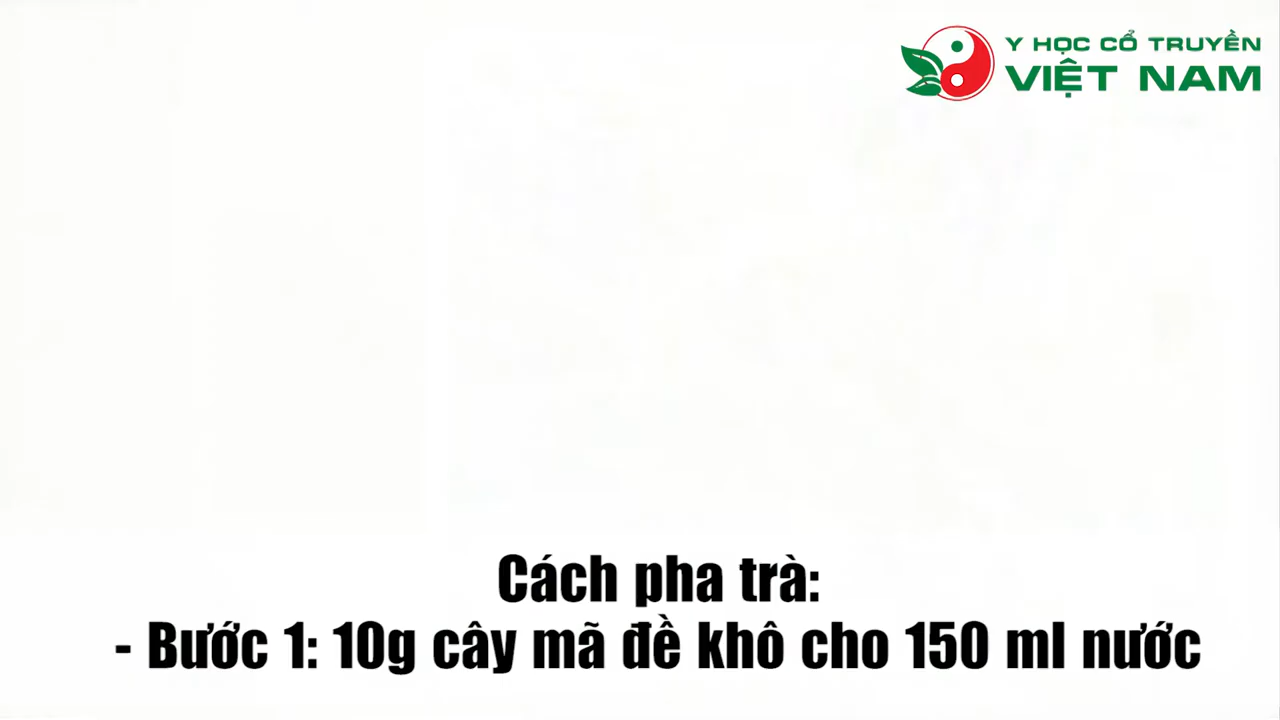 Y HỌC CỔ TRUYỀN
VIỆT NAM
Cách pha trà:
- Bước 1: 10g cây mã đề khô cho 150 ml nước